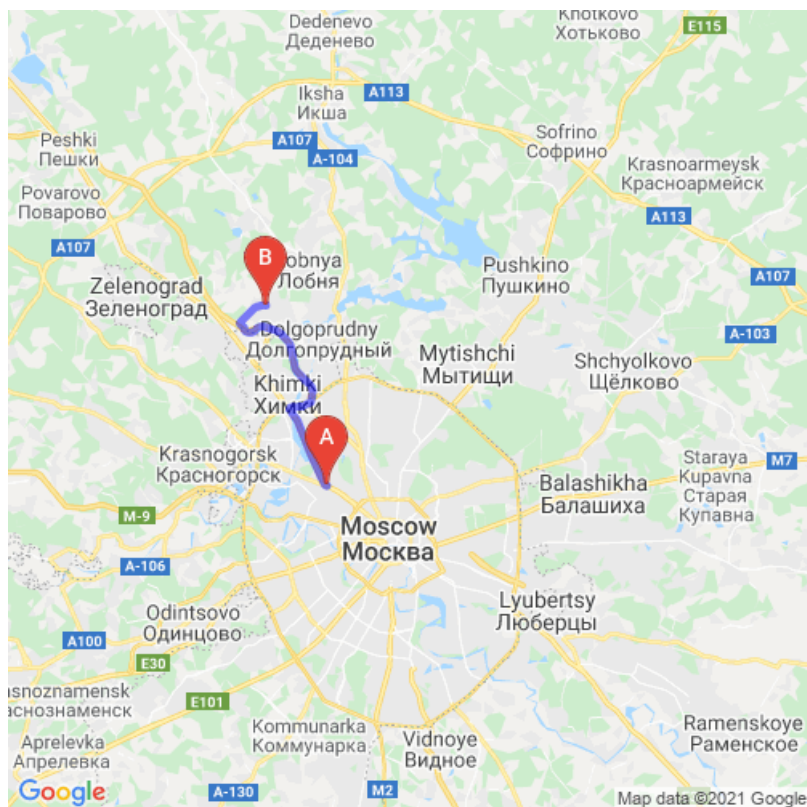 Dedenevo
Деденево
Khotkovo
Хотьково
E115
Iksha
Икша
A113
Peshki
Пешки
A107
A-104
Sofrino
Софрино
Krasnoarmeysk
Красноармейск
Povarovo
Поварово
A107
A113
B
obnya
Лобня
Zelenograd
Зеленоград
Pushkino
Пушкино
A107
Dolgoprudny
Долгопрудный
A-103
Mytishchi
Мытищи
Shchyolkovo
Щёлково
Khimki
Химки
A
Krasnogorsk
Красногорск
Staraya
Kupavna
Старая
Купавна
M7
Balashikha
Балашиха
M-9
Moscow
Москва
A-106
Lyubertsy
Люберцы
Odintsovo
Одинцово
A100
E30
asnoznamensk
аснознаменск
E101
Kommunarka
Коммунарка
Vidnoye
Видное
Ramenskoye
Раменское
Aprelevka
Апрелевка
A-130
M2
Google
Map data ©2021 Google